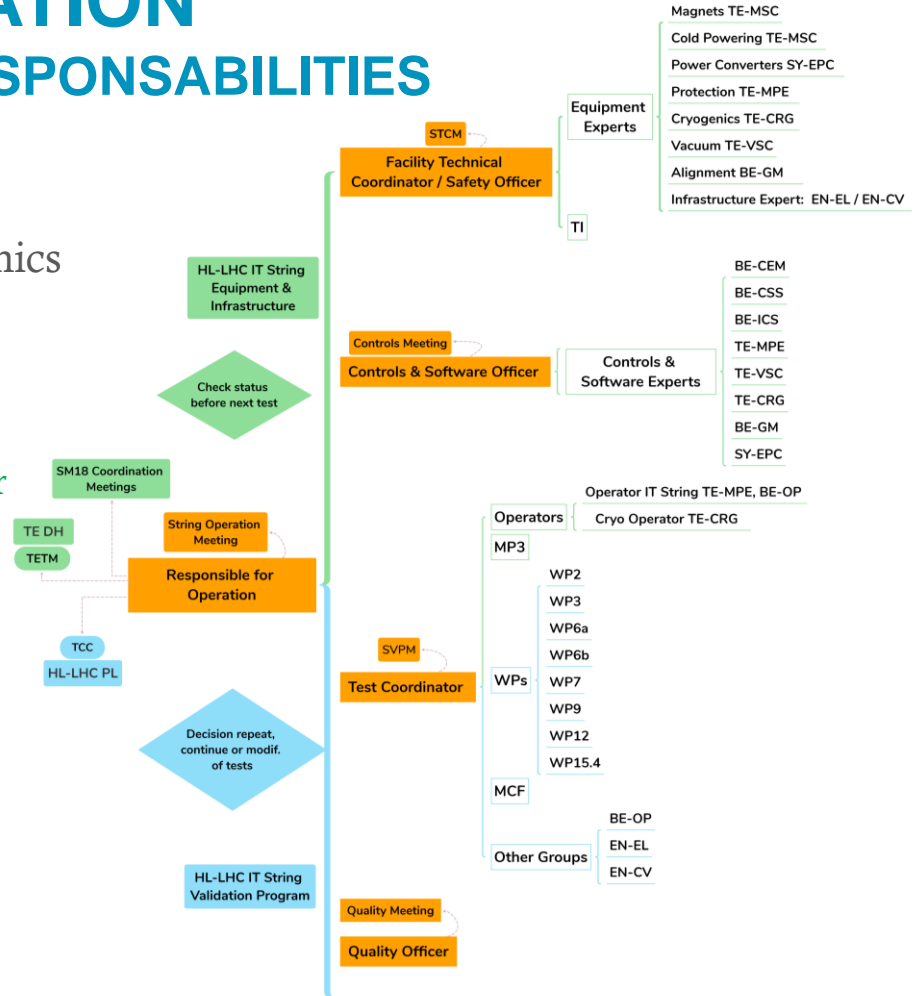 ATION
SPONSABILITIES
nics
r
Magnets TE-MSC
Cold Powering TE-MSC
Power Converters SY-EPC
Protection TE-MPE
Cryogenics TE-CRG
Vacuum TE-VSC
Alignment BE-GM
Infrastructure Expert: EN-EL / EN-CV
Equipment
Experts
TI
STCM
Facility Technical
Coordinator / Safety Officer
HL-LHC IT String
Equipment &
Infrastructure
Check status
before next test
Controls Meeting
Controls & Software Officer
Controls &
Software Experts
BE-CEM
BE-CSS
BE-ICS
TE-MPE
TE-VSC
TE-CRG
BE-GM
SY-EPC
SM18 Coordination
Meetings
TE DH
TETM
String Operation
Meeting
Responsible for
Operation
TCC
HL-LHC PL
Operators
Operator IT String TE-MPE, BE-OP
Cryo Operator TE-CRG
MP3
SVPM
Test Coordinator
WPs
WP2
WP3
WP6a
WP6b
WP7
WP9
WP12
WP15.4
MCF
Other Groups
BE-OP
EN-EL
EN-CV
Decision repeat,
continue or modif.
of tests
HL-LHC IT String
Validation Program
Quality Meeting
Quality Officer